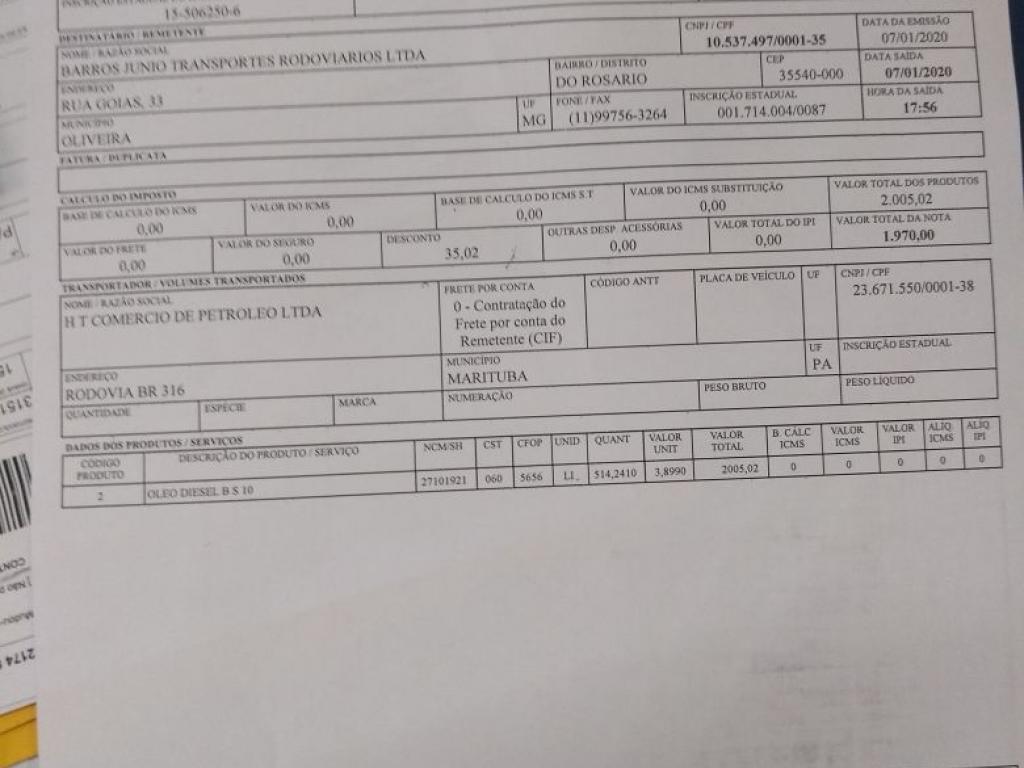 15-506250-6
DESTINATÁRIO / REMETENTE
NOME / RAZÃO SOCIAL
BARROS JUNIO TRANSPORTES RODOVIARIOS LTDA
CNPJ / CPF
10.537.497/0001-35
DATA DA EMISSÃO
07/01/2020
ENDEREÇO
RUA GOIAS, 33
BAIRRO / DISTRITO
DO ROSARIO
CEP
35540-000
DATA SAÍDA
07/01/2020
MUNICÍPIO
OLIVEIRA
UF
MG
FONE / FAX
(11)99756-3264
INSCRIÇÃO ESTADUAL
001.714.004/0087
HORA DA SAÍDA
17:56
FATURA / DUPLICATA
CALCULO DO IMPOSTO
BASE DE CALCULO DO ICMS
0,00
VALOR DO ICMS
0,00
BASE DE CALCULO DO ICMS S.T
0,00
VALOR DO ICMS SUBSTITUIÇÃO
0,00
VALOR TOTAL DOS PRODUTOS
2.005,02
VALOR DO FRETE
0,00
VALOR DO SEGURO
0,00
DESCONTO
35,02
OUTRAS DESP. ACESSÓRIAS
0,00
VALOR TOTAL DO IPI
0,00
VALOR TOTAL DA NOTA
1.970,00
TRANSPORTADOR / VOLUMES TRANSPORTADOS
NOME / RAZÃO SOCIAL
H T COMERCIO DE PETROLEO LTDA
FRETE POR CONTA
0 - Contratação do
Frete por conta do
Remetente (CIF)
CÓDIGO ANTT
PLACA DE VEÍCULO
UF
CNPJ / CPF
23.671.550/0001-38
ENDEREÇO
RODOVIA BR 316
MUNICÍPIO
MARITUBA
UF
PA
INSCRIÇÃO ESTADUAL
QUANTIDADE
ESPÉCIE
MARCA
NUMERAÇÃO
PESO BRUTO
PESO LÍQUIDO
DADOS DOS PRODUTOS / SERVIÇOS
CÓDIGO PRODUTO DESCRIÇÃO DO PRODUTO / SERVIÇO NCM/SH CST CFOP UNID QUANT VALOR UNIT VALOR TOTAL B. CÁLC ICMS VALOR ICMS VALOR IPI ALÍQ ICMS ALÍQ IPI
2 OLEO DIESEL B S 10 27101921 060 5656 LI 514,2410 3,8990 2005,02 0 0 0 0 0